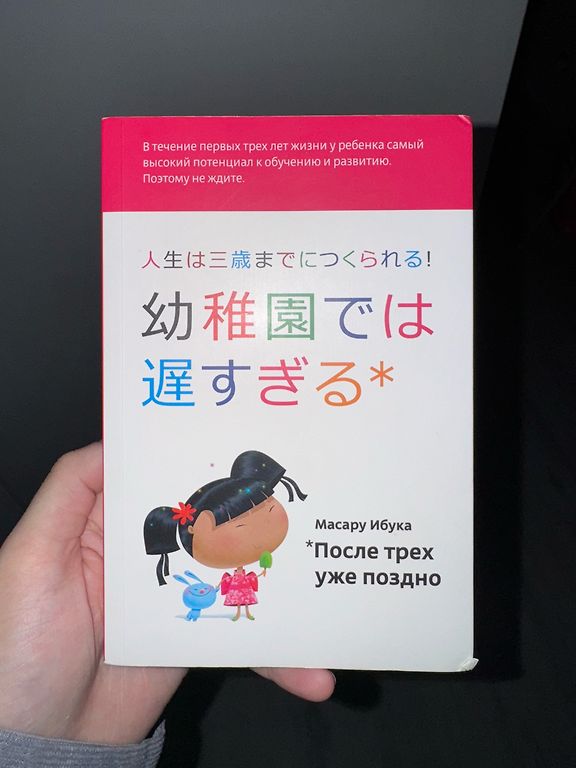 В течение первых трех лет жизни у ребенка самый
высокий потенциал к обучению и развитию.
Поэтому не ждите.
人生は三歳までにつくられる!
幼稚園では
遅すぎる*
Масару Ибука
*После трех
уже поздно